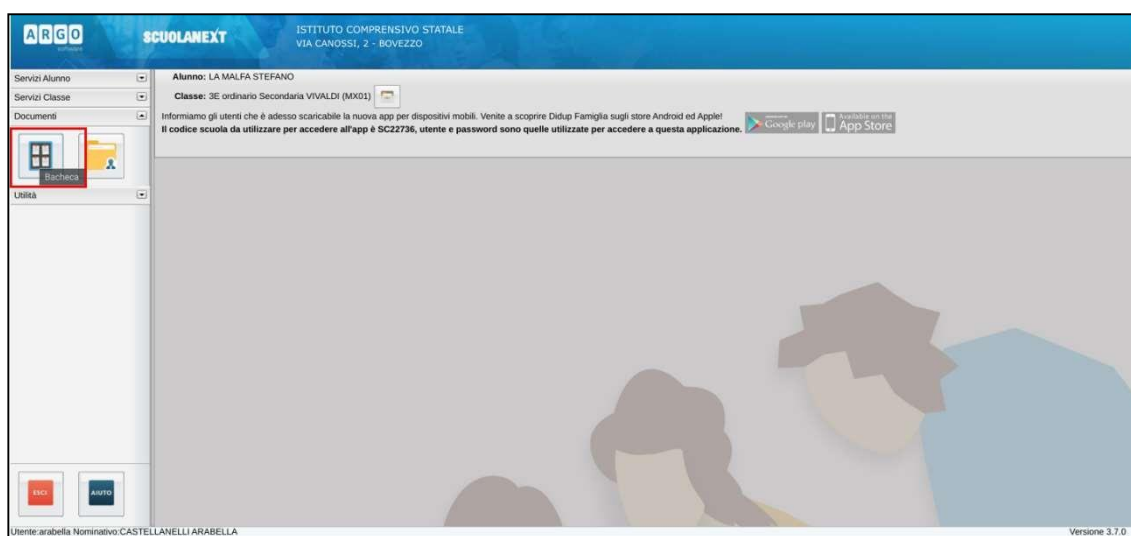 ARGO
software
SCUOLANEXT
ISTITUTO COMPRENSIVO STATALE
VIA CANOSSI, 2 - BOVEZZO
Servizi Alunno
Servizi Classe
Documenti
Bacheca
Utilità
Alunno: LA MALFA STEFANO
Classe: 3E ordinario Secondaria VIVALDI (MX01)
Informiamo gli utenti che è adesso scaricabile la nuova app per dispositivi mobili. Venite a scoprire Didup Famiglia sugli store Android ed Apple!
Il codice scuola da utilizzare per accedere all'app è SC22736, utente e password sono quelle utilizzate per accedere a questa applicazione.
Google play
Available on the
App Store
ESCI
AIUTO
Utente:arabella Nominativo:CASTELLANELLI ARABELLA
Versione 3.7.0